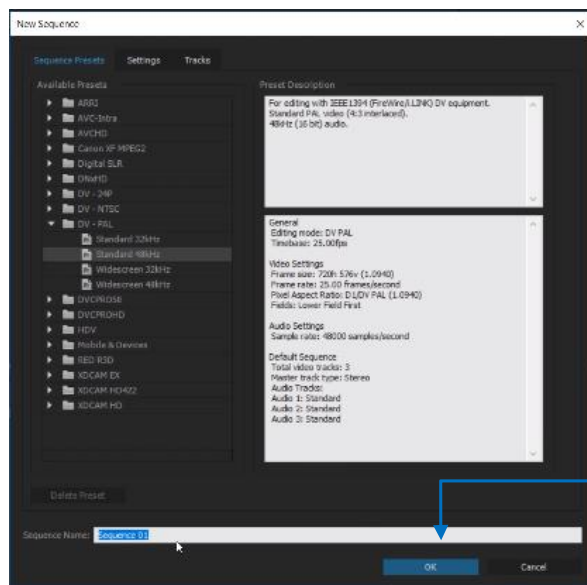 New Sequence
Sequence Presets Settings Tracks
Available Presets
ARRI
AVC-Intra
AVCHD
Canon XF MPEG2
Digital SLR
DNxHD
DV - 24P
DV - NTSC
DV - PAL
Standard 32kHz
Standard 48kHz
Widescreen 32kHz
Widescreen 48kHz
DVCPRO50
DVCPROHD
HDV
Mobile & Devices
RED R3D
XDCAM EX
XDCAM HD422
XDCAM HD
Delete Preset
Preset Description
For editing with IEEE1394 (FireWire/i.LINK) DV equipment.
Standard PAL video (4:3 interlaced).
48kHz (16 bit) audio.
General
Editing mode: DV PAL
Timebase: 25.00fps
Video Settings
Frame size: 720h 576v (1.0940)
Frame rate: 25.00 frames/second
Pixel Aspect Ratio: D1/DV PAL (1.0940)
Fields: Lower Field First
Audio Settings
Sample rate: 48000 samples/second
Default Sequence
Total video tracks: 3
Master track type: Stereo
Audio Tracks:
Audio 1: Standard
Audio 2: Standard
Audio 3: Standard
Sequence Name: Sequence 01
OK Cancel